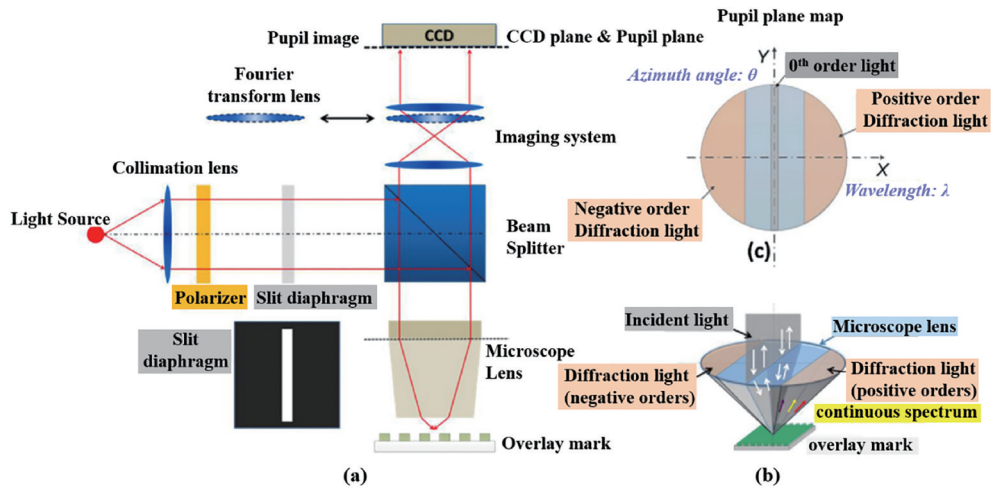 Pupil image
CCD
CCD plane & Pupil plane
Fourier
transform lens
Imaging system
Collimation lens
Light Source
Beam
Splitter
Polarizer
Slit diaphragm
Slit
diaphragm
Microscope
Lens
Overlay mark
(a)
Pupil plane map
Y
0th order light
Azimuth angle: θ
Positive order
Diffraction light
X
Wavelength: λ
Negative order
Diffraction light
(c)
Incident light
Microscope lens
Diffraction light
(negative orders)
Diffraction light
(positive orders)
continuous spectrum
overlay mark
(b)